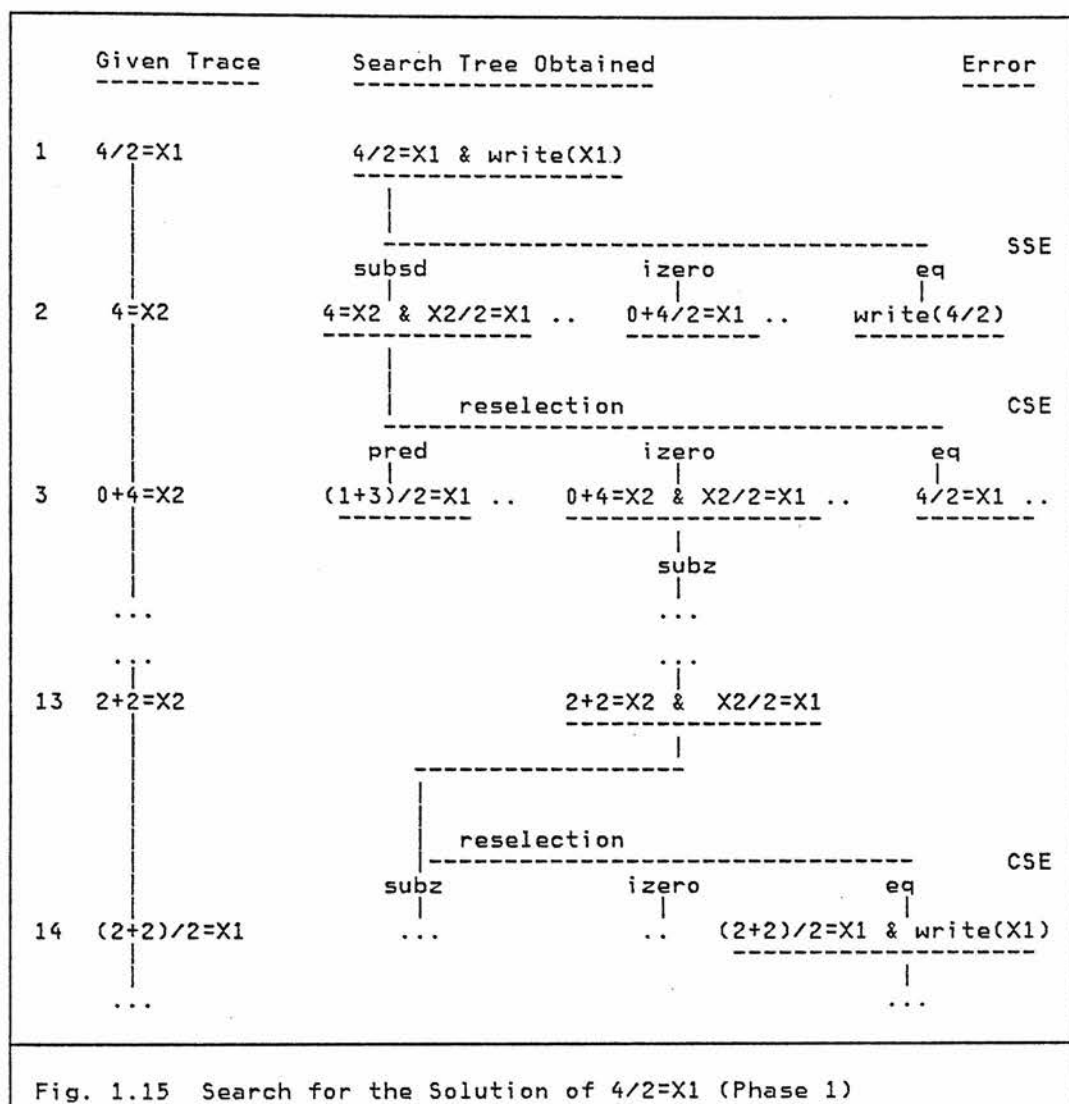 Given Trace Search Tree Obtained Error
1 4/2=X1 4/2=X1 & write(X1)
SSE
subsd izero eq
2 4=X2 4=X2 & X2/2=X1 .. 0+4/2=X1 .. write(4/2)
reselection CSE
pred izero eq
3 0+4=X2 (1+3)/2=X1 .. 0+4=X2 & X2/2=X1 .. 4/2=X1 ..
subz
... ...
... ...
13 2+2=X2 2+2=X2 & X2/2=X1
reselection CSE
subz izero eq
14 (2+2)/2=X1 ... .. (2+2)/2=X1 & write(X1)
... ...
Fig. 1.15 Search for the Solution of 4/2=X1 (Phase 1)